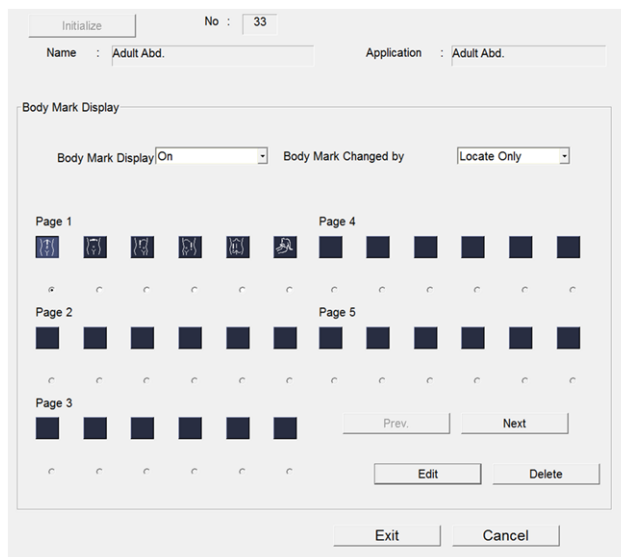 Initialize No : 33
Name : Adult Abd. Application : Adult Abd.
Body Mark Display
Body Mark Display On Body Mark Changed by Locate Only
Page 1 Page 4
Page 2 Page 5
Page 3
Prev. Next
Edit Delete
Exit Cancel